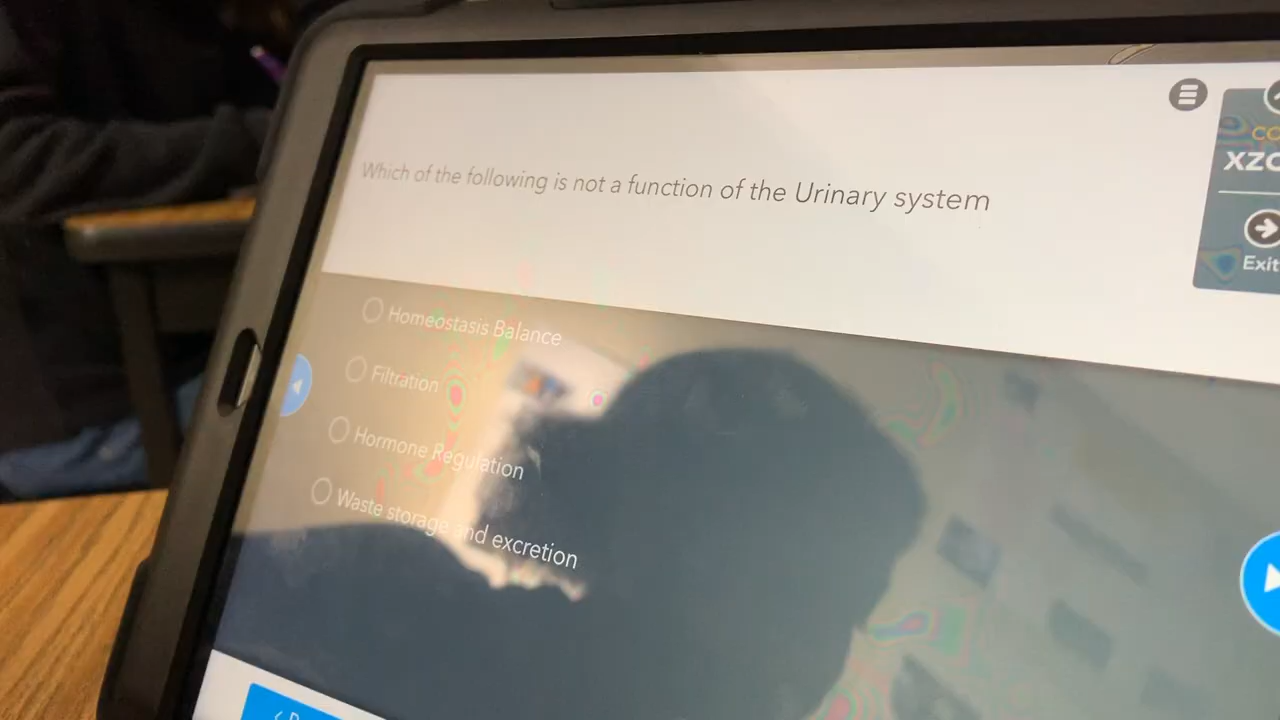 Which of the following is not a function of the Urinary system
Homeostasis Balance
Filtration
Hormone Regulation
Waste storage and excretion
Exit